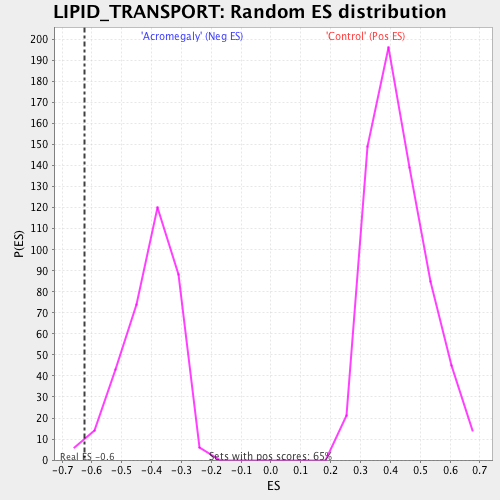 LIPID_TRANSPORT: Random ES distribution
'Acromegaly' (Neg ES)
'Control' (Pos ES)
200
190
180
170
160
150
140
130
120
110
100
90
80
70
60
50
40
30
20
10
0
P(ES)
Real ES -0.6
Sets with pos scores: 65%
-0.7 -0.6 -0.5 -0.4 -0.3 -0.2 -0.1 0.0 0.1 0.2 0.3 0.4 0.5 0.6 0.7
ES